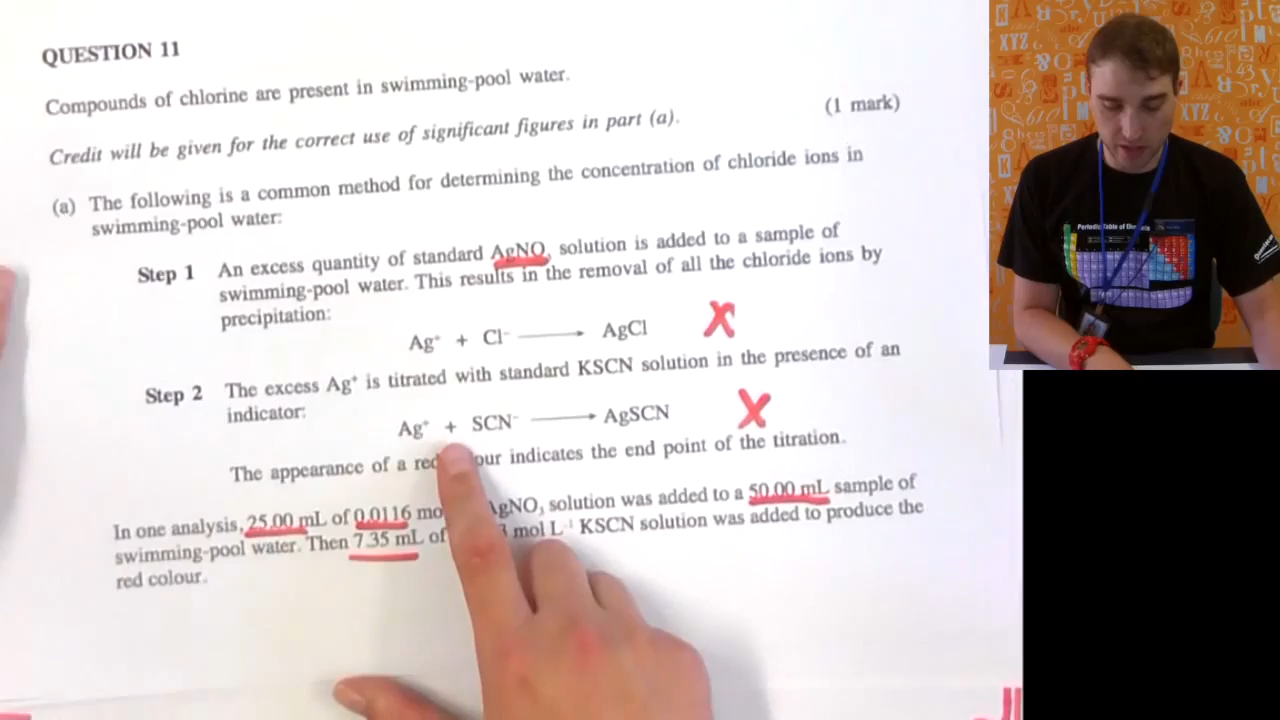 QUESTION 11
Compounds of chlorine are present in swimming-pool water.
Credit will be given for the correct use of significant figures in part (a). (1 mark)
(a) The following is a common method for determining the concentration of chloride ions in
swimming-pool water:
Step 1 An excess quantity of standard AgNO₃ solution is added to a sample of
swimming-pool water. This results in the removal of all the chloride ions by
precipitation:
Ag⁺ + Cl⁻ ⟶ AgCl X
Step 2 The excess Ag⁺ is titrated with standard KSCN solution in the presence of an
indicator:
Ag⁺ + SCN⁻ ⟶ AgSCN X
The appearance of a red indicates the end point of the titration.
In one analysis, 25.00 mL of 0.0116 AgNO₃ solution was added to a 50.00 mL sample of
swimming-pool water. Then 7.35 mL of mol L⁻¹ KSCN solution was added to produce the
red colour.
XYZ
Periodic Table of